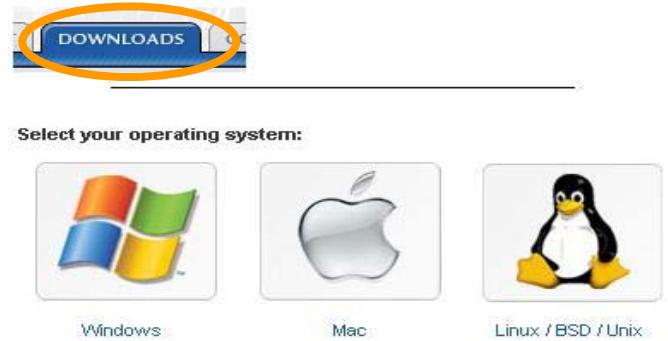 DOWNLOADS
Select your operating system:
Windows
Mac
Linux / BSD / Unix